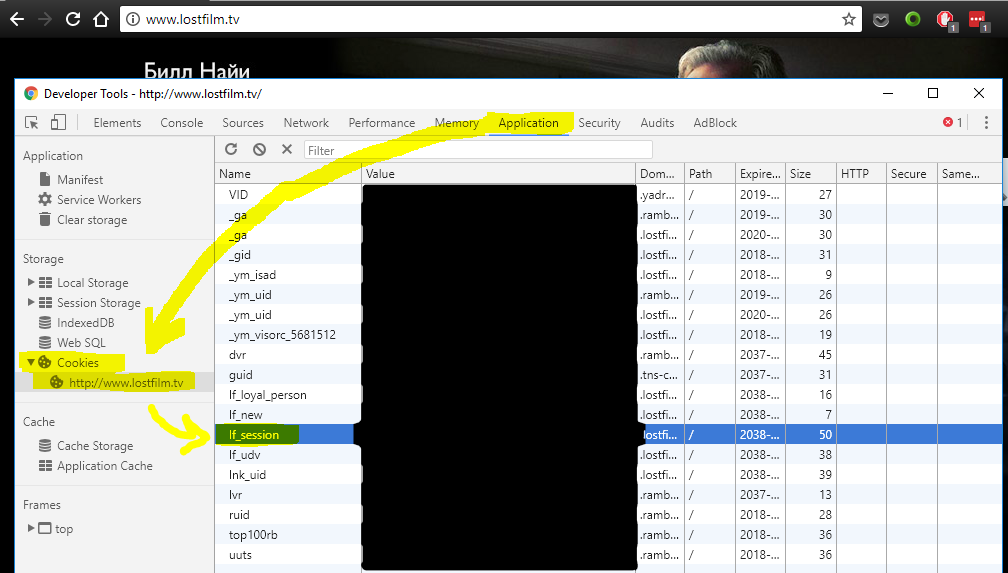 www.lostfilm.tv
1
1
Билл Найи
Developer Tools - http://www.lostfilm.tv/
Elements Console Sources Network Performance Memory Application Security Audits AdBlock 1
Application
Manifest
Service Workers
Clear storage
Storage
Local Storage
Session Storage
IndexedDB
Web SQL
Cookies
http://www.lostfilm.tv
Cache
Cache Storage
Application Cache
Frames
top
Filter
Name Value Dom... Path Expire... Size HTTP Secure Same...
VID .yadr... / 2019-... 27
_ga .ramb... / 2019-... 30
_ga .lostfi... / 2020-... 30
_gid .lostfi... / 2018-... 31
_ym_isad .lostfi... / 2018-... 9
_ym_uid .ramb... / 2019-... 26
_ym_uid .lostfi... / 2020-... 26
_ym_visorc_5681512 .lostfi... / 2018-... 19
dvr .ramb... / 2037-... 45
guid .tns-c... / 2037-... 31
lf_loyal_person .lostfi... / 2038-... 16
lf_new .lostfi... / 2038-... 7
lf_session .lostfi... / 2038-... 50
lf_udv .lostfi... / 2038-... 38
lnk_uid .lostfi... / 2038-... 39
lvr .ramb... / 2037-... 13
ruid .ramb... / 2018-... 28
top100rb .ramb... / 2018-... 36
uuts .ramb... / 2018-... 36